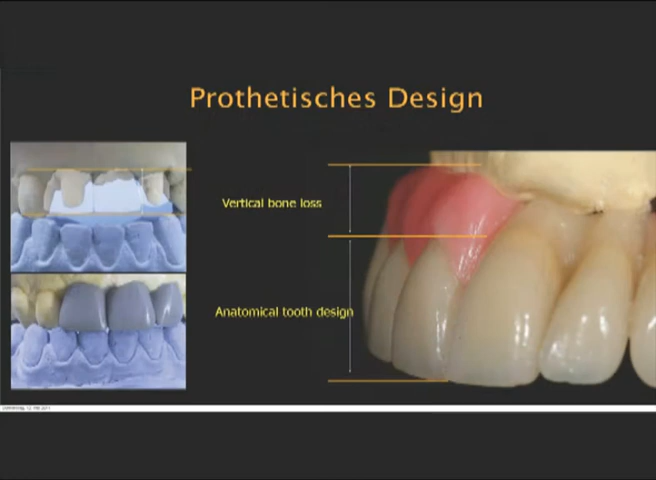 Prothetisches Design
Vertical bone loss
Anatomical tooth design